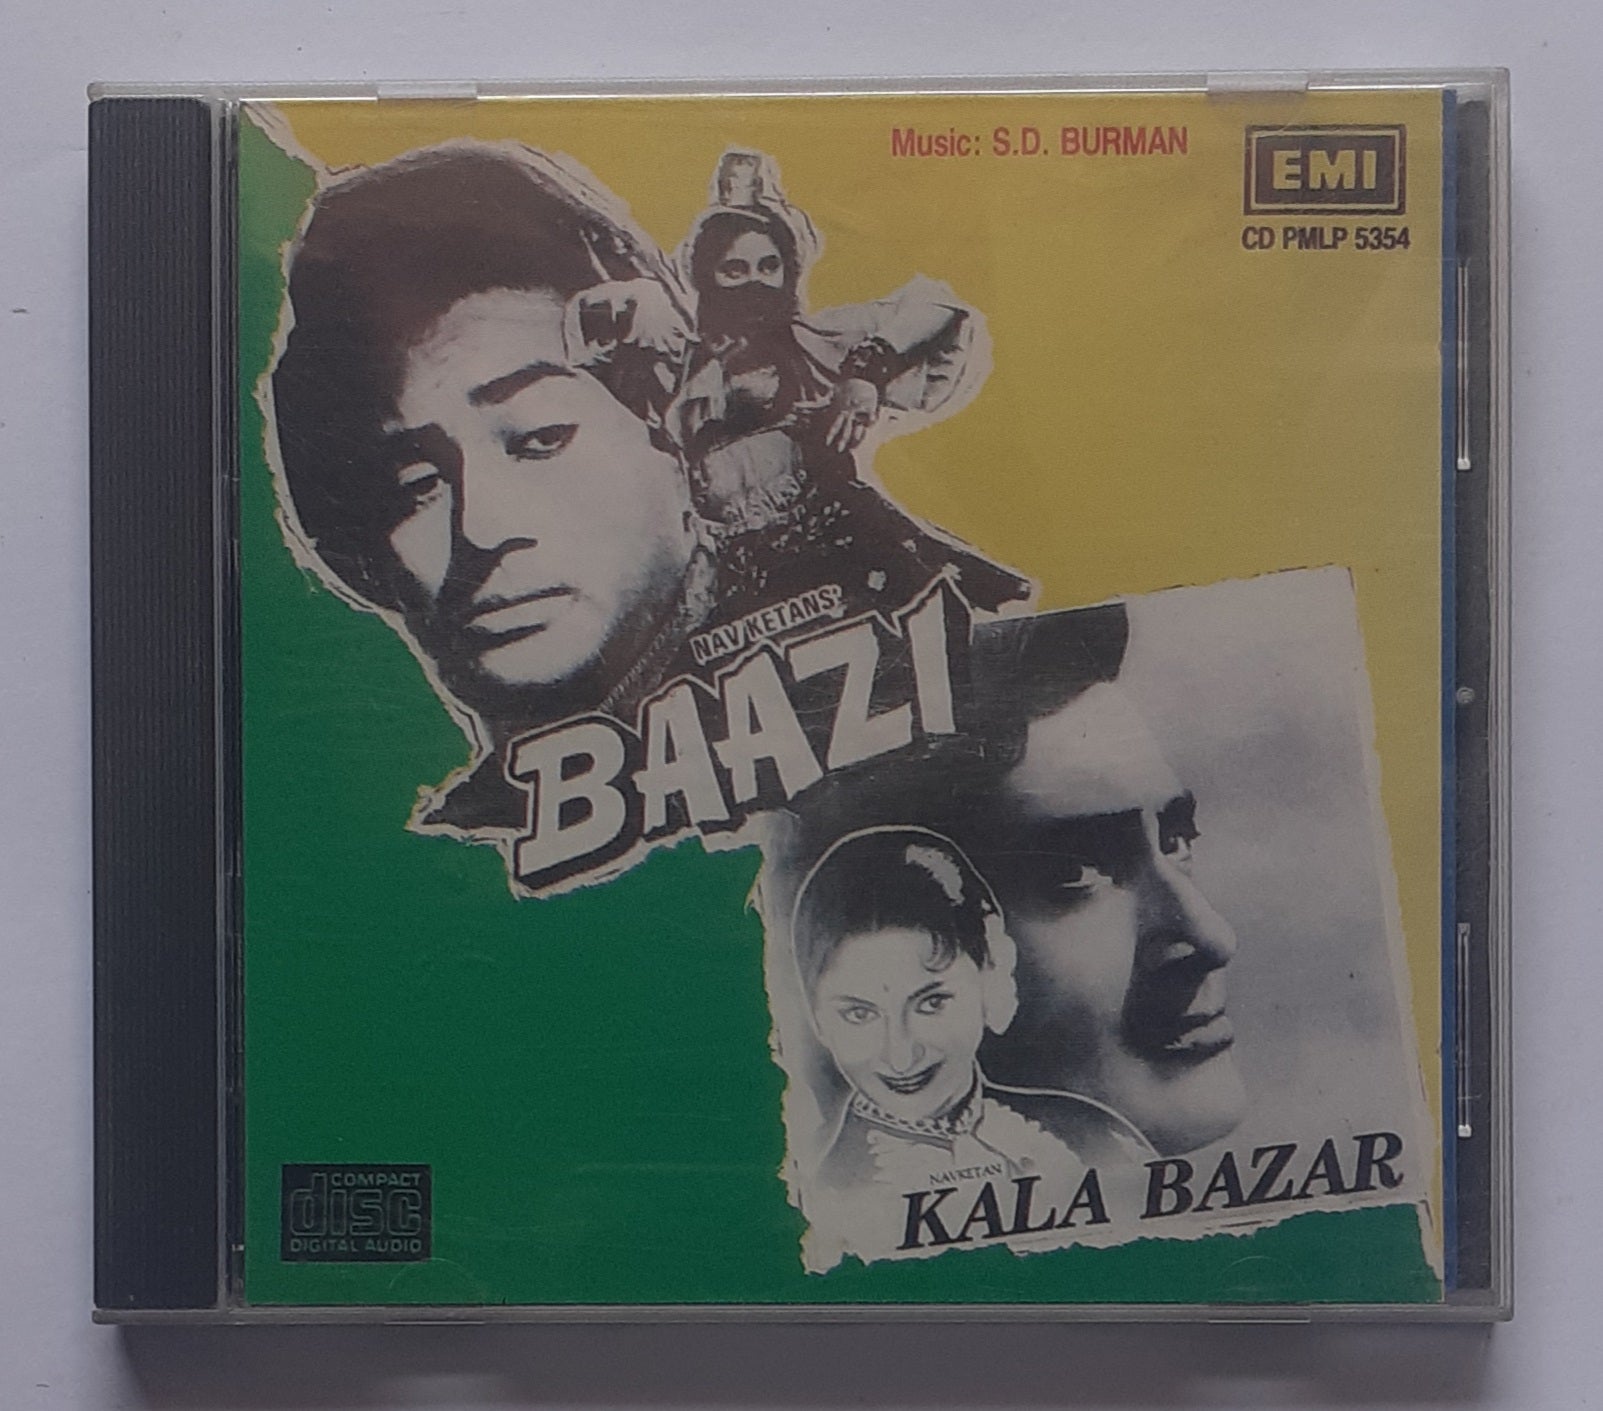 Music: S.D. BURMAN
EMI
CD PMLP 5354
NAV KETANS'
BAAZI
NAVKETAN
KALA BAZAR
COMPACT
disc
DIGITAL AUDIO